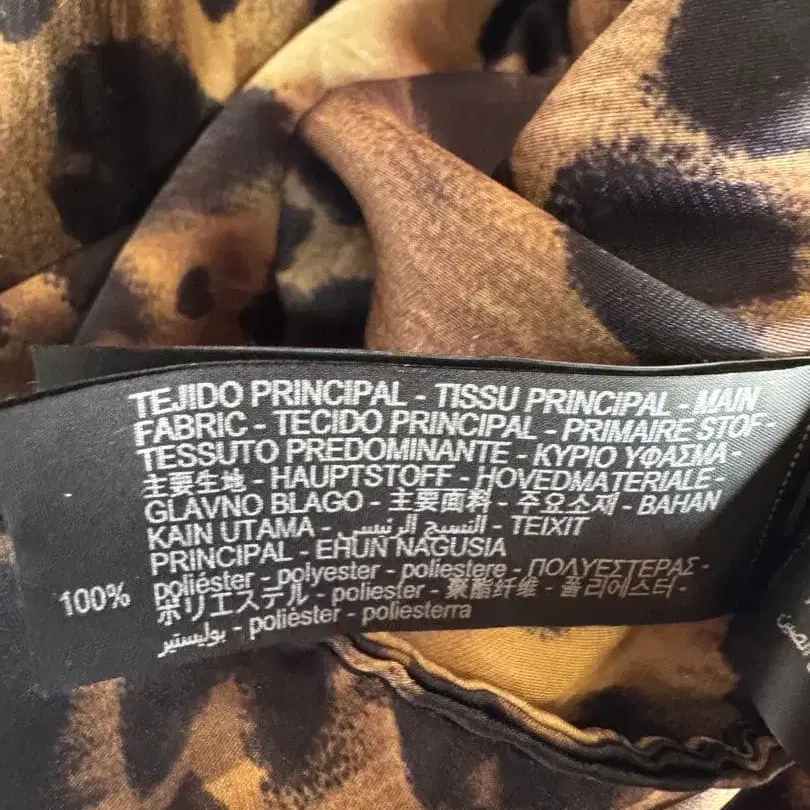 TEJIDO PRINCIPAL - TISSU PRINCIPAL - MAIN
FABRIC - TECIDO PRINCIPAL - PRIMAIRE STOF -
TESSUTO PREDOMINANTE - ΚΥΡΙΟ ΥΦΑΣΜΑ -
主要生地 - HAUPTSTOFF - HOVEDMATERIALE -
GLAVNO BLAGO - 主要面料 - 주요소재 - BAHAN
KAIN UTAMA - النسيج الرئيسي - TEIXIT
PRINCIPAL - EHUN NAGUSIA
100% poliéster - polyester - poliestere - ΠΟΛΥΕΣΤΕΡΑΣ -
ポリエステル - poliester - 聚酯纤维 - 폴리에스터 -
بوليستير - polièster - poliesterra